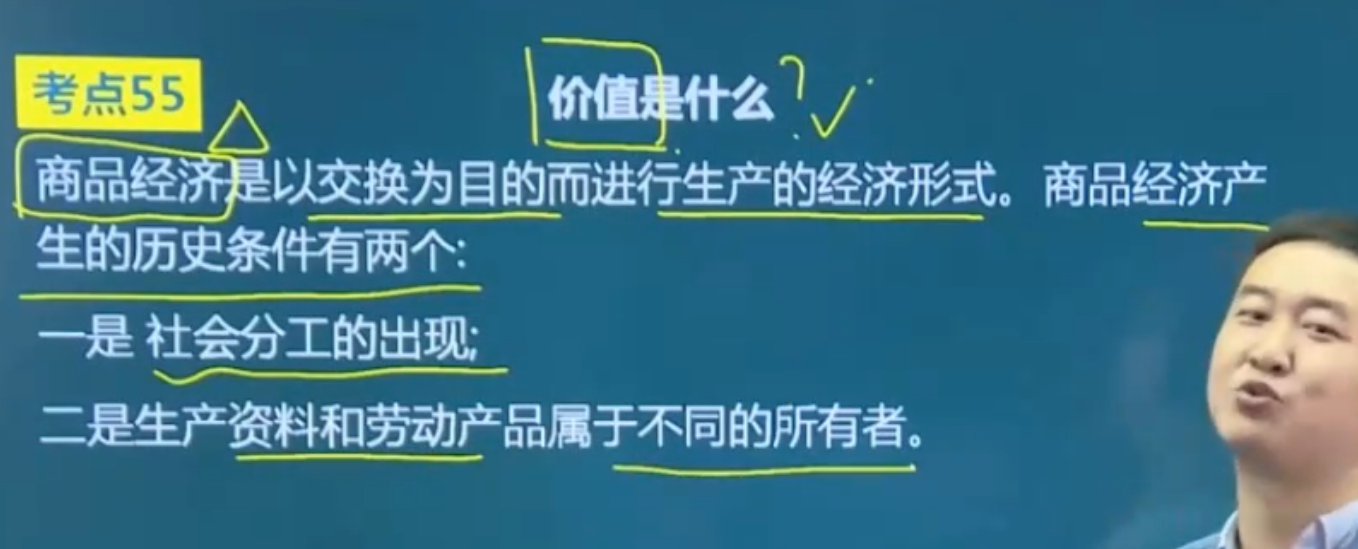 考点55
价值是什么?
商品经济是以交换为目的而进行生产的经济形式。商品经济产
生的历史条件有两个:
一是 社会分工的出现;
二是生产资料和劳动产品属于不同的所有者。